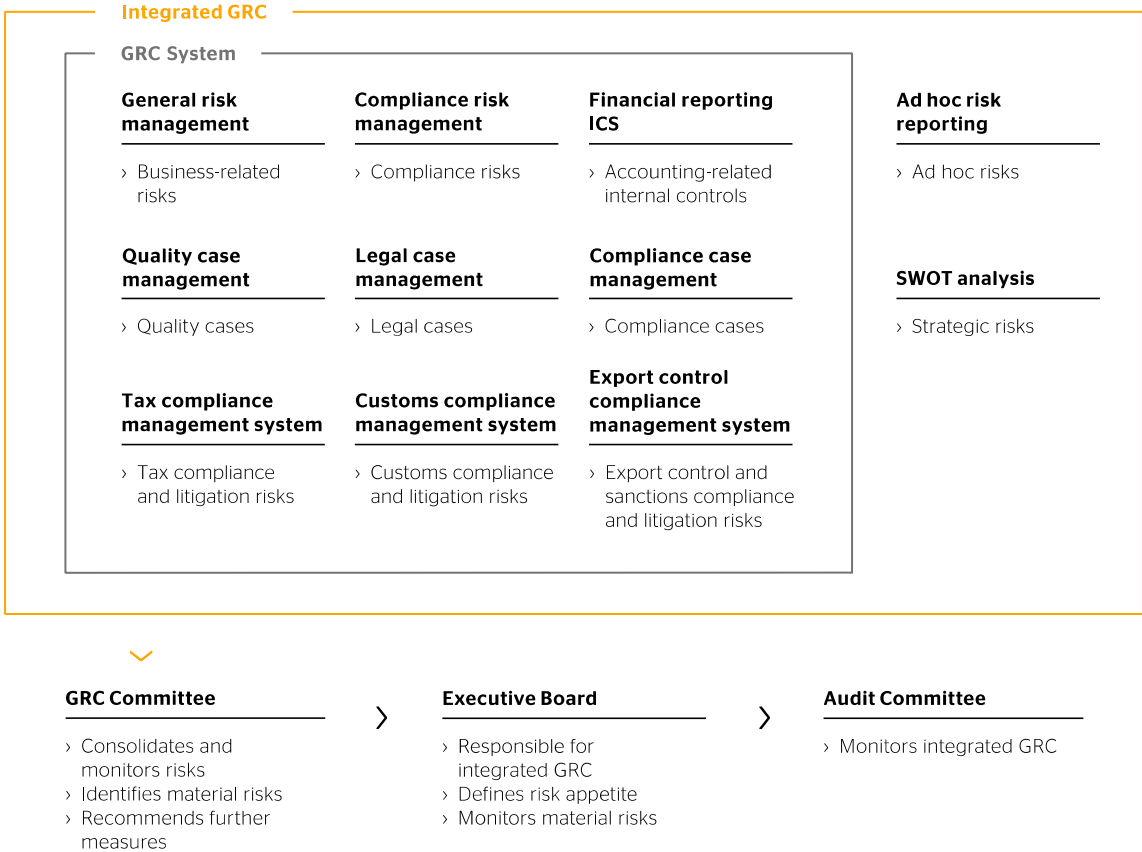 Integrated GRC
GRC System
General risk
management
› Business-related
risks
Compliance risk
management
› Compliance risks
Financial reporting
ICS
› Accounting-related
internal controls
Ad hoc risk
reporting
› Ad hoc risks
Quality case
management
› Quality cases
Legal case
management
› Legal cases
Compliance case
management
› Compliance cases
SWOT analysis
› Strategic risks
Tax compliance
management system
› Tax compliance
and litigation risks
Customs compliance
management system
› Customs compliance
and litigation risks
Export control
compliance
management system
› Export control and
sanctions compliance
and litigation risks
GRC Committee
› Consolidates and
monitors risks
› Identifies material risks
› Recommends further
measures
Executive Board
› Responsible for
integrated GRC
› Defines risk appetite
› Monitors material risks
Audit Committee
› Monitors integrated GRC